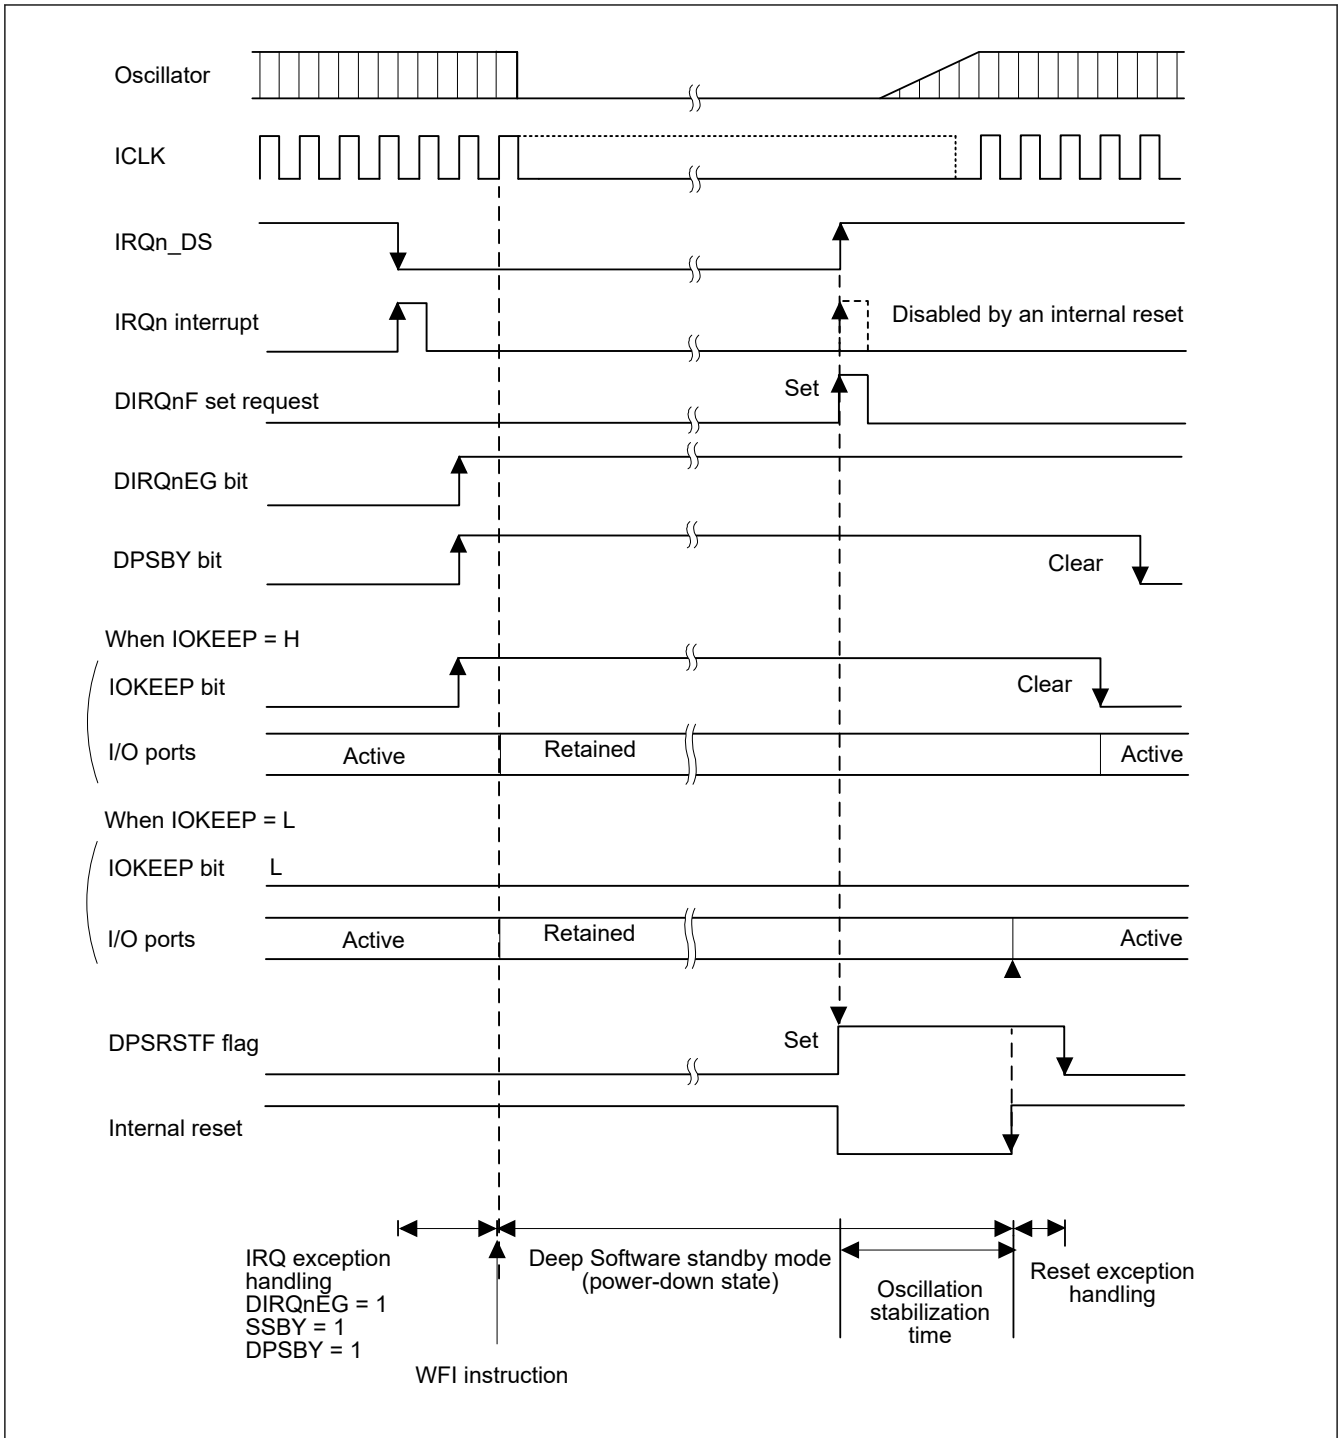 Oscillator
ICLK
IRQn_DS
IRQn interrupt
Disabled by an internal reset
DIRQnF set request
Set
DIRQnEG bit
DPSBY bit
Clear
When IOKEEP = H
IOKEEP bit
Clear
I/O ports
Active
Retained
Active
When IOKEEP = L
IOKEEP bit
L
I/O ports
Active
Retained
Active
DPSRSTF flag
Set
Internal reset
IRQ exception
handling
DIRQnEG = 1
SSBY = 1
DPSBY = 1
WFI instruction
Deep Software standby mode
(power-down state)
Oscillation
stabilization
time
Reset exception
handling